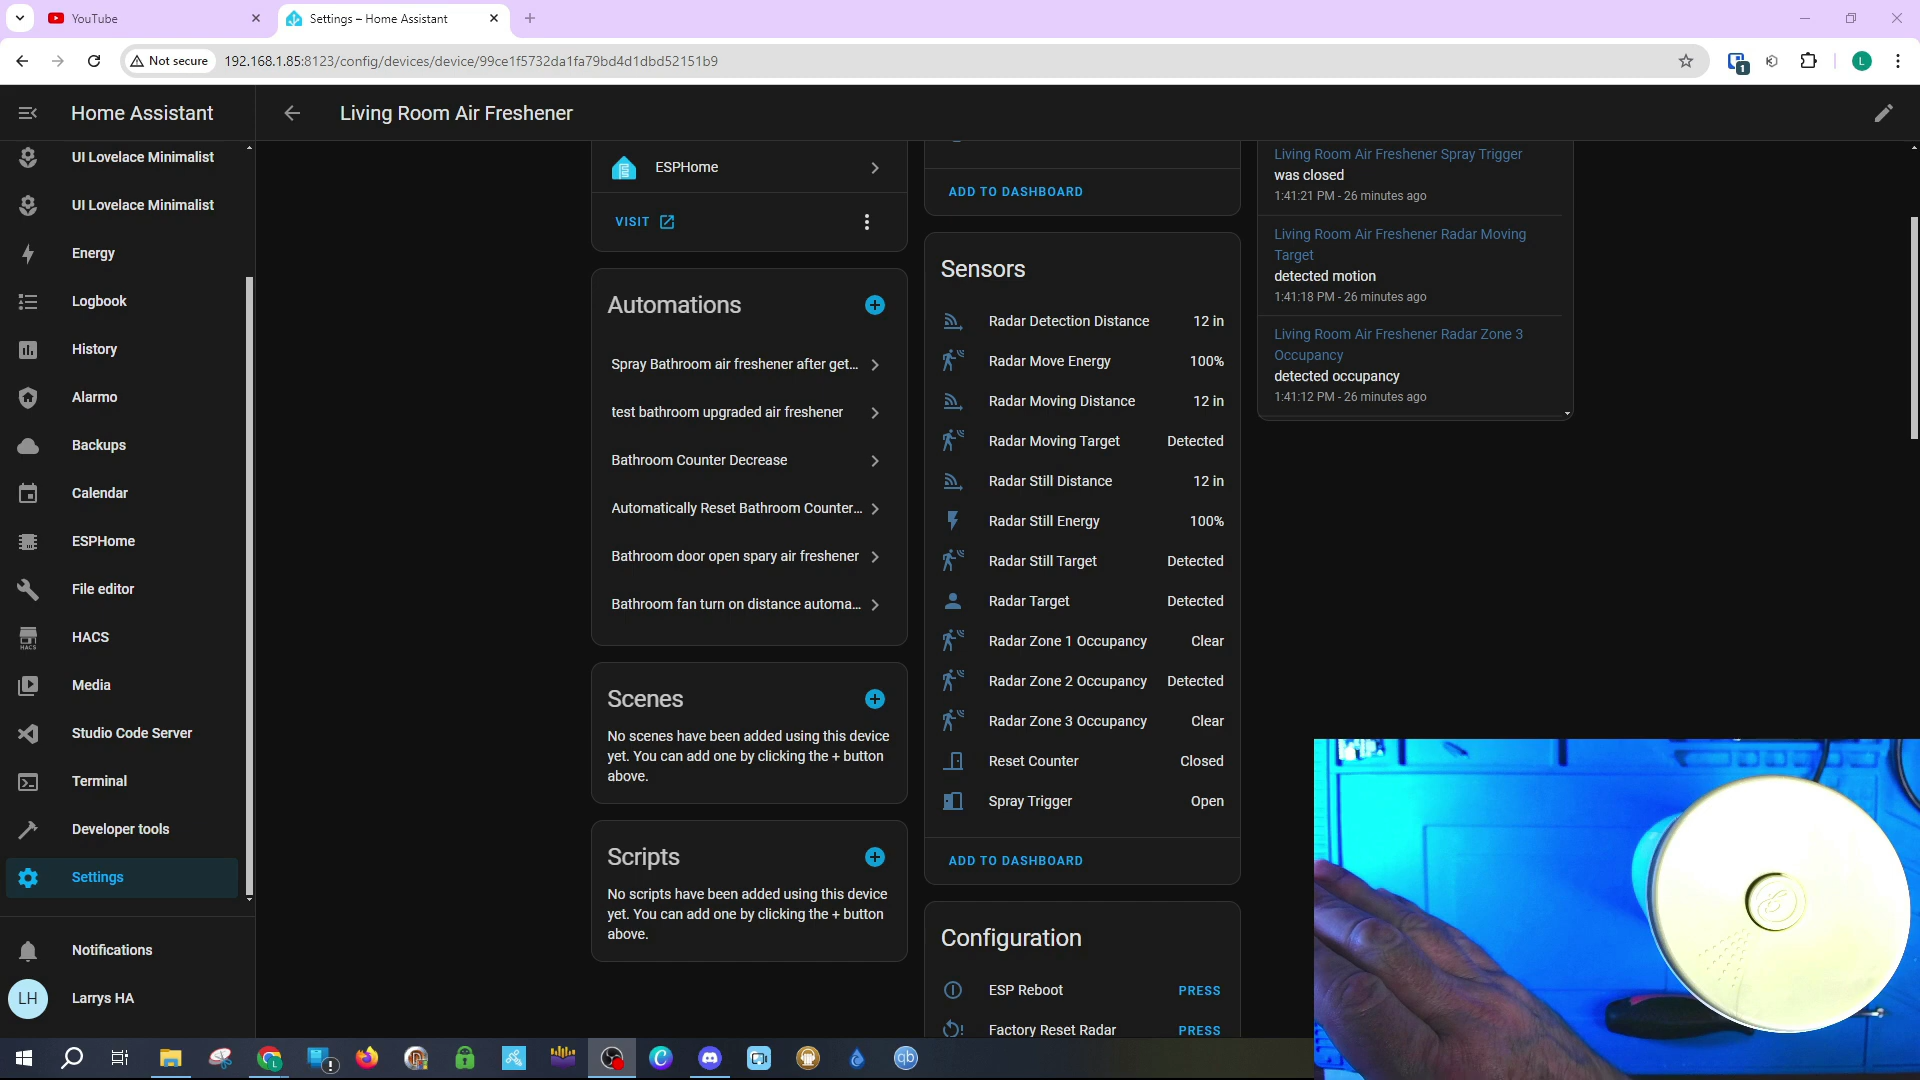 YouTube
Settings – Home Assistant
Not secure
192.168.1.85:8123/config/devices/device/99ce1f5732da1fa79bd4d1dbd52151b9
1
L
Home Assistant
Living Room Air Freshener
UI Lovelace Minimalist
UI Lovelace Minimalist
Energy
Logbook
History
Alarmo
Backups
Calendar
ESPHome
File editor
HACS
HACS
Media
Studio Code Server
Terminal
Developer tools
Settings
Notifications
LH
Larrys HA
ESPHome
VISIT
Automations
Spray Bathroom air freshener after get...
test bathroom upgraded air freshener
Bathroom Counter Decrease
Automatically Reset Bathroom Counter...
Bathroom door open spary air freshener
Bathroom fan turn on distance automa...
Scenes
No scenes have been added using this device
yet. You can add one by clicking the + button
above.
Scripts
No scripts have been added using this device
yet. You can add one by clicking the + button
above.
ADD TO DASHBOARD
Sensors
Radar Detection Distance 12 in
Radar Move Energy 100%
Radar Moving Distance 12 in
Radar Moving Target Detected
Radar Still Distance 12 in
Radar Still Energy 100%
Radar Still Target Detected
Radar Target Detected
Radar Zone 1 Occupancy Clear
Radar Zone 2 Occupancy Detected
Radar Zone 3 Occupancy Clear
Reset Counter Closed
Spray Trigger Open
ADD TO DASHBOARD
Configuration
ESP Reboot PRESS
Factory Reset Radar PRESS
Living Room Air Freshener Spray Trigger
was closed
1:41:21 PM - 26 minutes ago
Living Room Air Freshener Radar Moving
Target
detected motion
1:41:18 PM - 26 minutes ago
Living Room Air Freshener Radar Zone 3
Occupancy
detected occupancy
1:41:12 PM - 26 minutes ago
qb